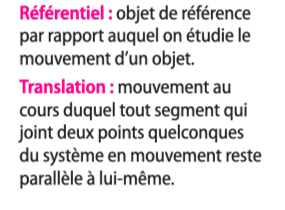 Référentiel : objet de référence
par rapport auquel on étudie le
mouvement d’un objet.
Translation : mouvement au
cours duquel tout segment qui
joint deux points quelconques
du système en mouvement reste
parallèle à lui-même.